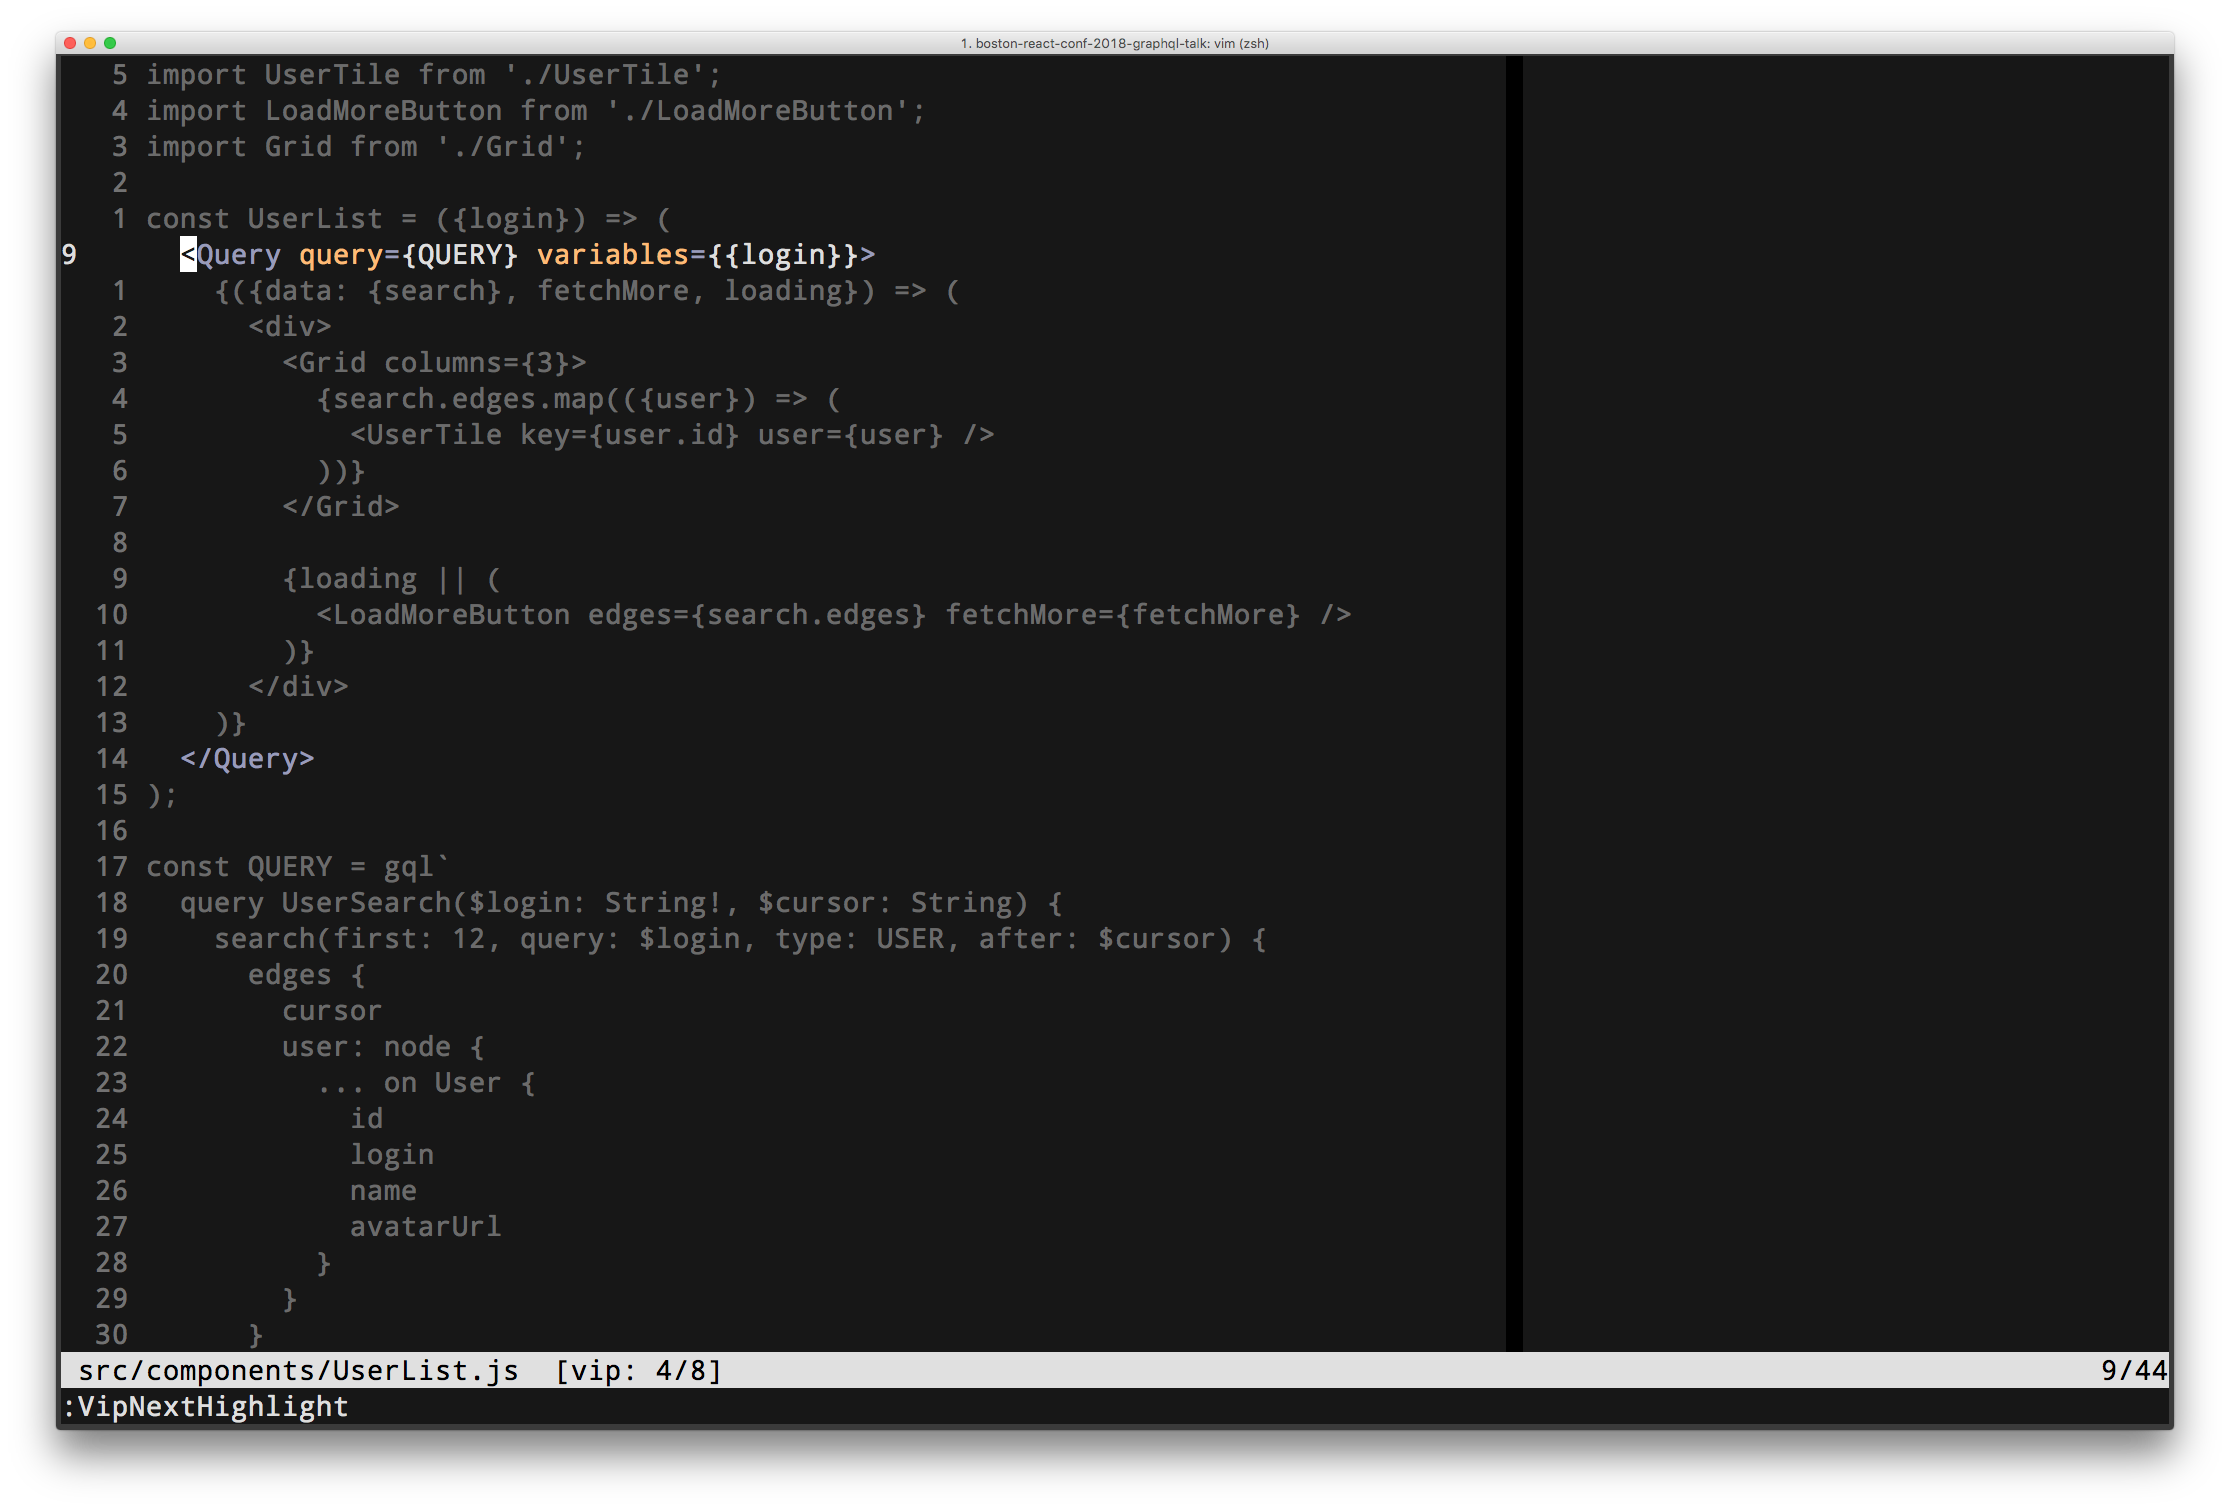 1. boston-react-conf-2018-graphql-talk: vim (zsh)
5 import UserTile from './UserTile';
4 import LoadMoreButton from './LoadMoreButton';
3 import Grid from './Grid';
2
1 const UserList = ({login}) => (
9 <Query query={QUERY} variables={{login}}>
1 {({data: {search}, fetchMore, loading}) => (
2 <div>
3 <Grid columns={3}>
4 {search.edges.map(({user}) => (
5 <UserTile key={user.id} user={user} />
6 ))}
7 </Grid>
8
9 {loading || (
10 <LoadMoreButton edges={search.edges} fetchMore={fetchMore} />
11 )}
12 </div>
13 )}
14 </Query>
15 );
16
17 const QUERY = gql`
18 query UserSearch($login: String!, $cursor: String) {
19 search(first: 12, query: $login, type: USER, after: $cursor) {
20 edges {
21 cursor
22 user: node {
23 ... on User {
24 id
25 login
26 name
27 avatarUrl
28 }
29 }
30 }
src/components/UserList.js [vip: 4/8] 9/44
:VipNextHighlight